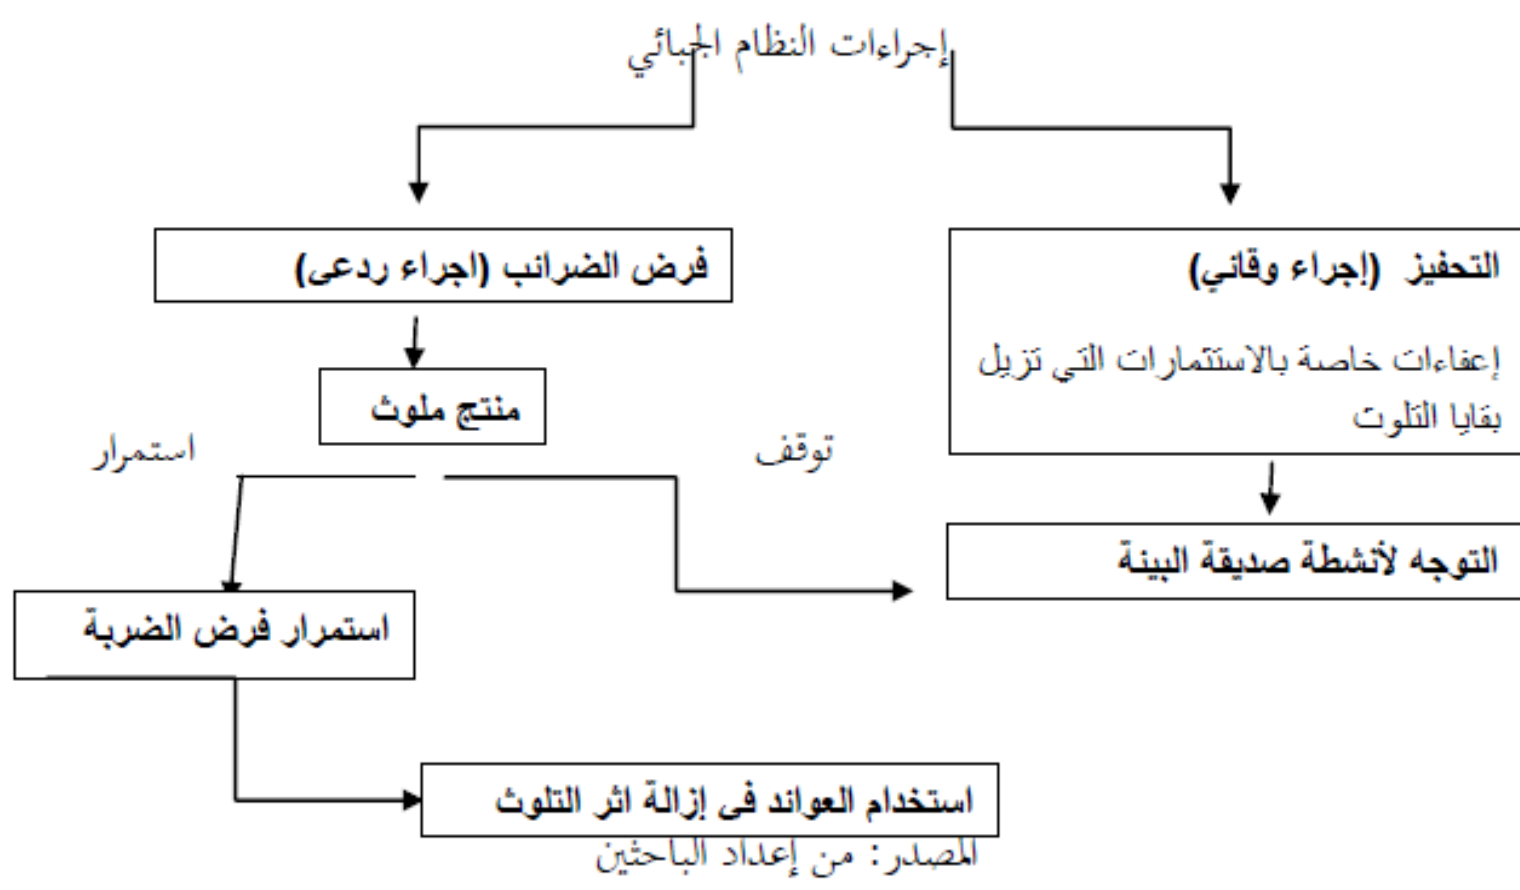 إجراءات النظام الجبائي
التحفيز (إجراء وقائي)
إعفاءات خاصة بالاستثمارات التي تزيل
بقايا التلوث
فرض الضرائب (اجراء ردعى)
منتج ملوث
توقف
استمرار
التوجه لأنشطة صديقة البيئة
استمرار فرض الضربة
استخدام العوائد فى إزالة اثر التلوث
المصدر: من إعداد الباحثين